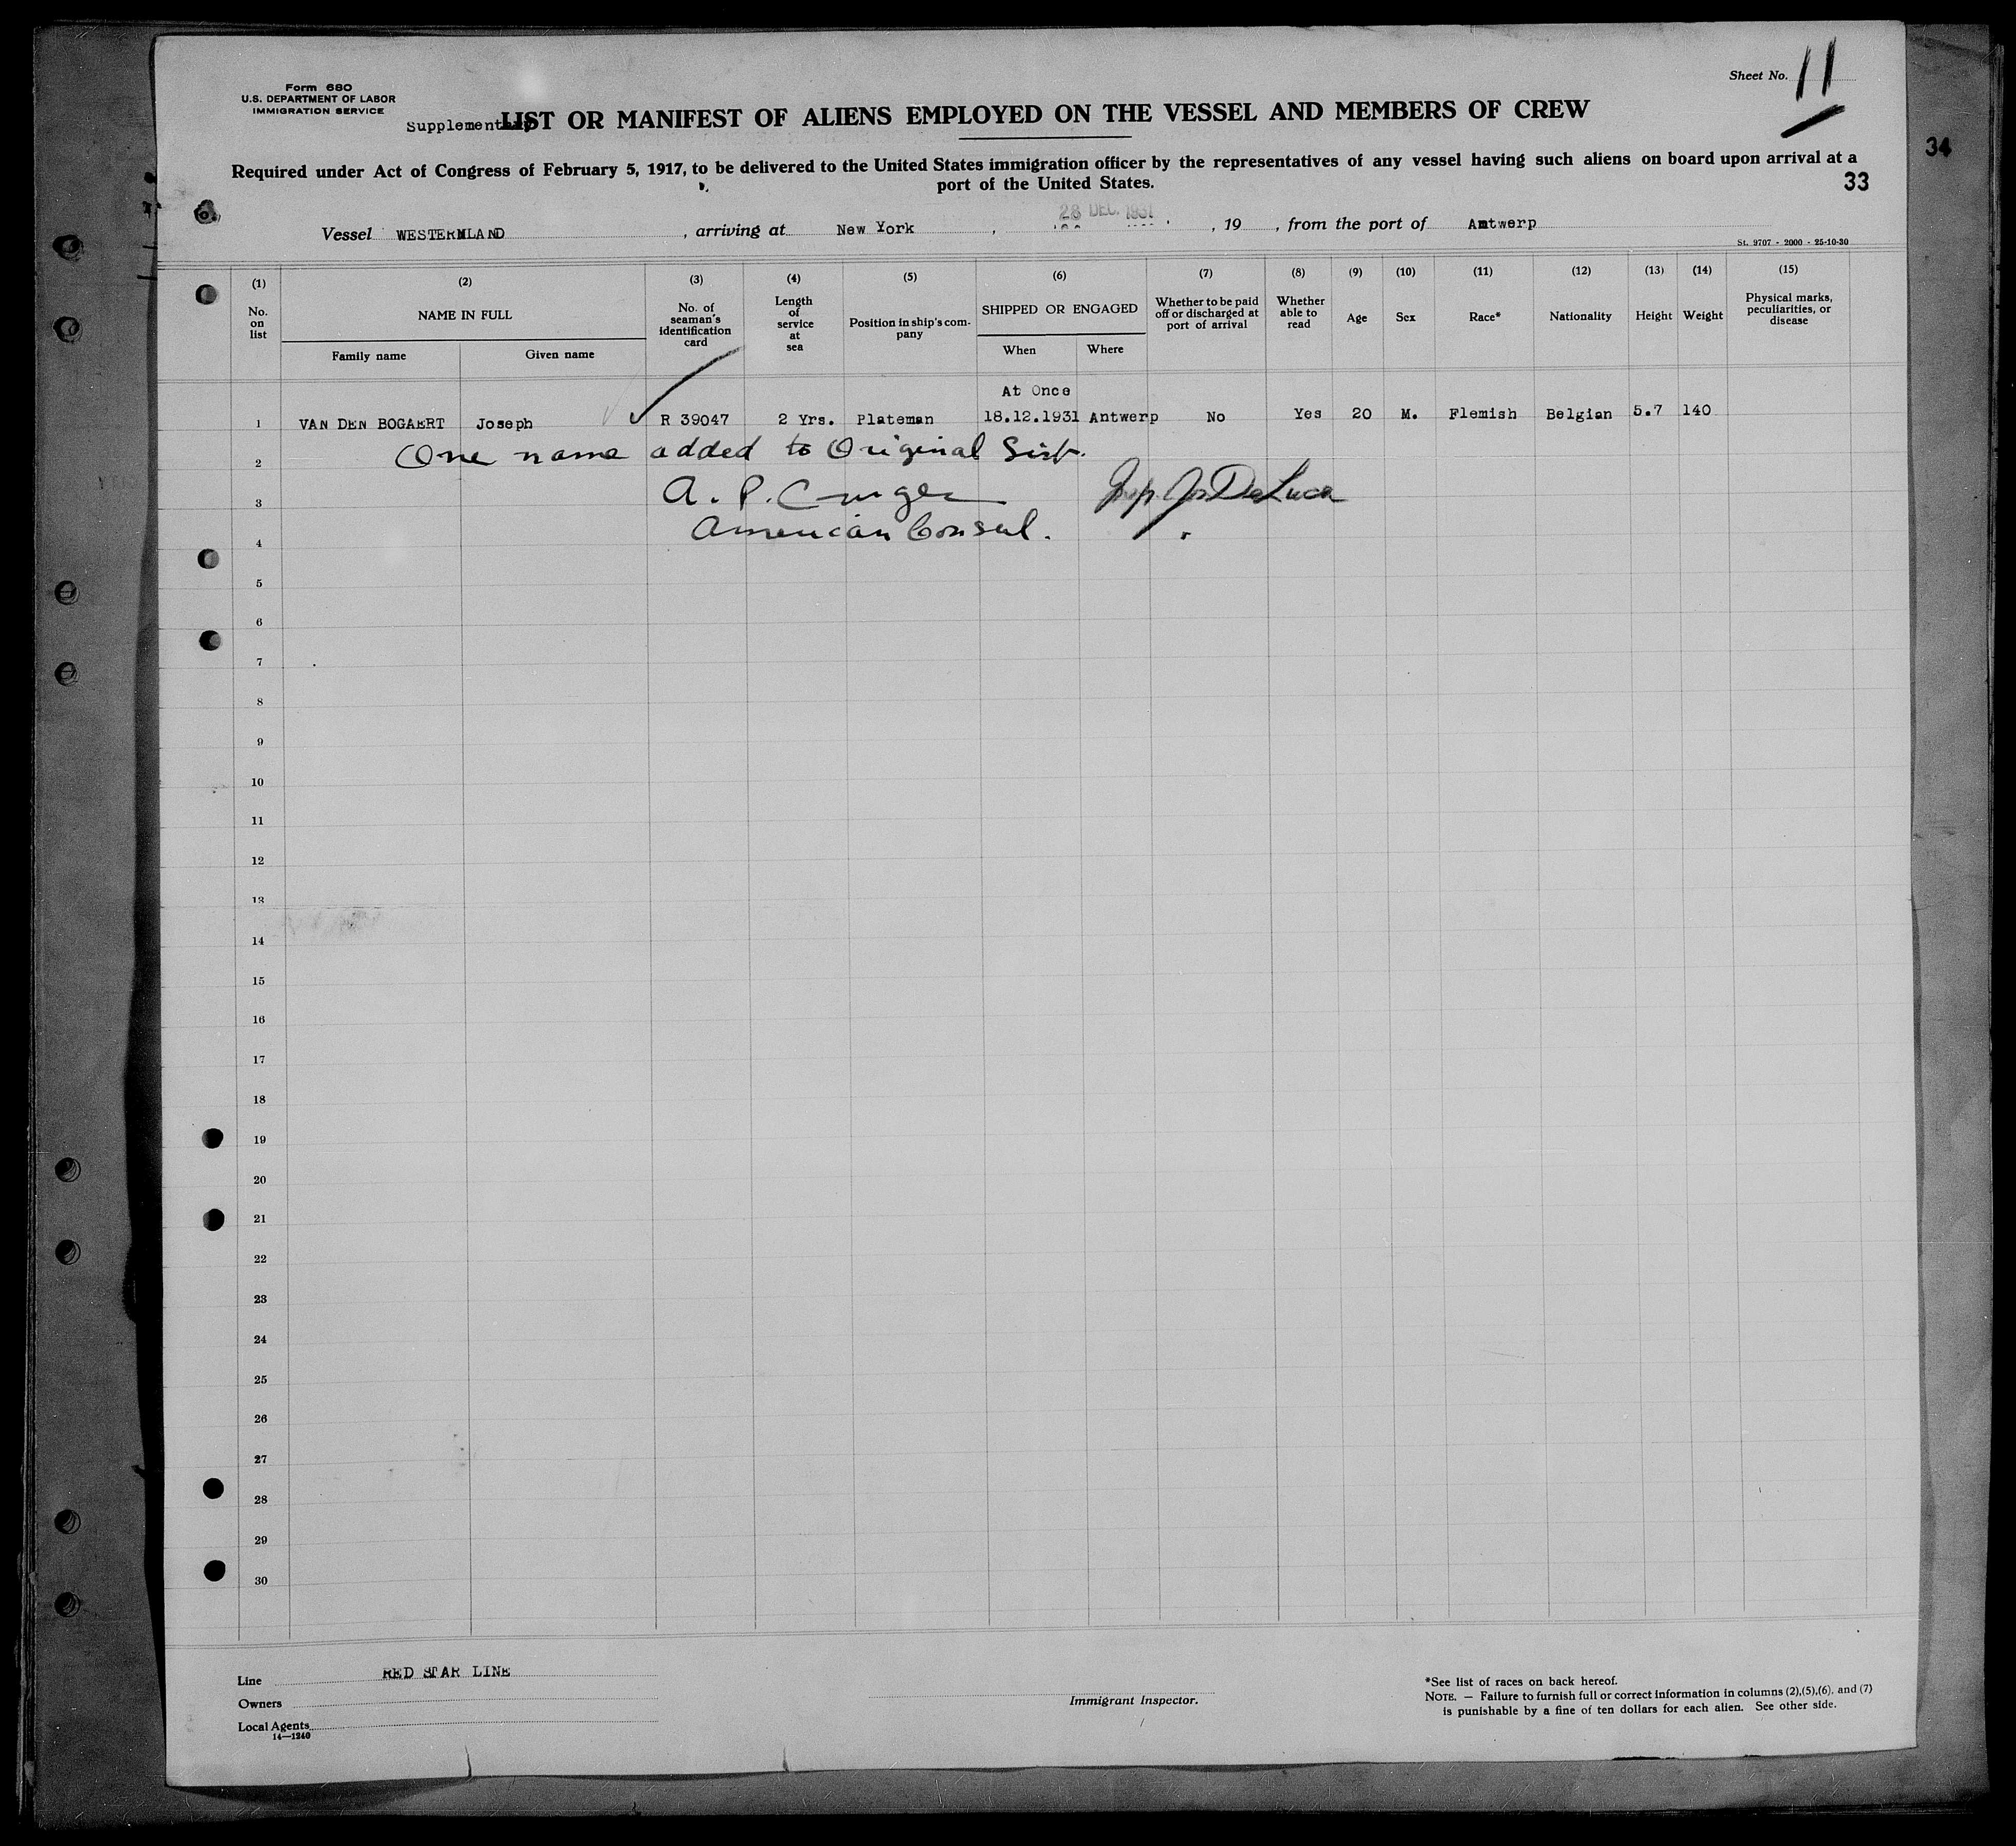 Form 680
U.S. DEPARTMENT OF LABOR
IMMIGRATION SERVICE
Sheet No. 11
Supplementary LIST OR MANIFEST OF ALIENS EMPLOYED ON THE VESSEL AND MEMBERS OF CREW
34
Required under Act of Congress of February 5, 1917, to be delivered to the United States immigration officer by the representatives of any vessel having such aliens on board upon arrival at a
port of the United States.
33
28 DEC. 1931
Vessel WESTERNLAND, arriving at New York, , 19 , from the port of Antwerp
St. 9707 - 2000 - 25-10-30
(1) (2) (3) (4) (5) (6) (7) (8) (9) (10) (11) (12) (13) (14) (15)
No. on list
NAME IN FULL
Family name Given name
No. of seaman's identification card
Length of service at sea
Position in ship's company
SHIPPED OR ENGAGED
When Where
Whether to be paid off or discharged at port of arrival
Whether able to read
Age
Sex
Race*
Nationality
Height
Weight
Physical marks, peculiarities, or disease
At Once
1 VAN DEN BOGAERT Joseph R 39047 2 Yrs. Plateman 18.12.1931 Antwerp No Yes 20 M. Flemish Belgian 5.7 140
2 One name added to Original List.
3 A. P. Cruger Insp. Jos DeLuca
4 American Consul.
5
6
7
8
9
10
11
12
13
14
15
16
17
18
19
20
21
22
23
24
25
26
27
28
29
30
Line RED STAR LINE
Owners
Local Agents
14—1240
Immigrant Inspector.
*See list of races on back hereof.
NOTE. — Failure to furnish full or correct information in columns (2),(5),(6), and (7)
is punishable by a fine of ten dollars for each alien. See other side.